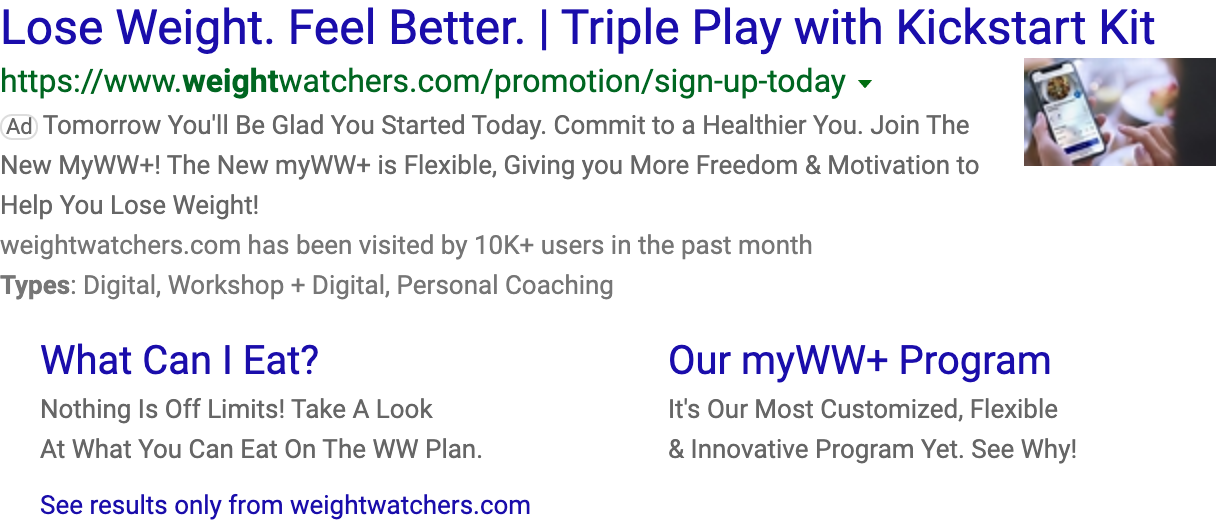 Lose Weight. Feel Better. | Triple Play with Kickstart Kit
https://www.weightwatchers.com/promotion/sign-up-today
Ad Tomorrow You'll Be Glad You Started Today. Commit to a Healthier You. Join The
New MyWW+! The New myWW+ is Flexible, Giving you More Freedom & Motivation to
Help You Lose Weight!
weightwatchers.com has been visited by 10K+ users in the past month
Types: Digital, Workshop + Digital, Personal Coaching
What Can I Eat?
Nothing Is Off Limits! Take A Look
At What You Can Eat On The WW Plan.
Our myWW+ Program
It's Our Most Customized, Flexible
& Innovative Program Yet. See Why!
See results only from weightwatchers.com